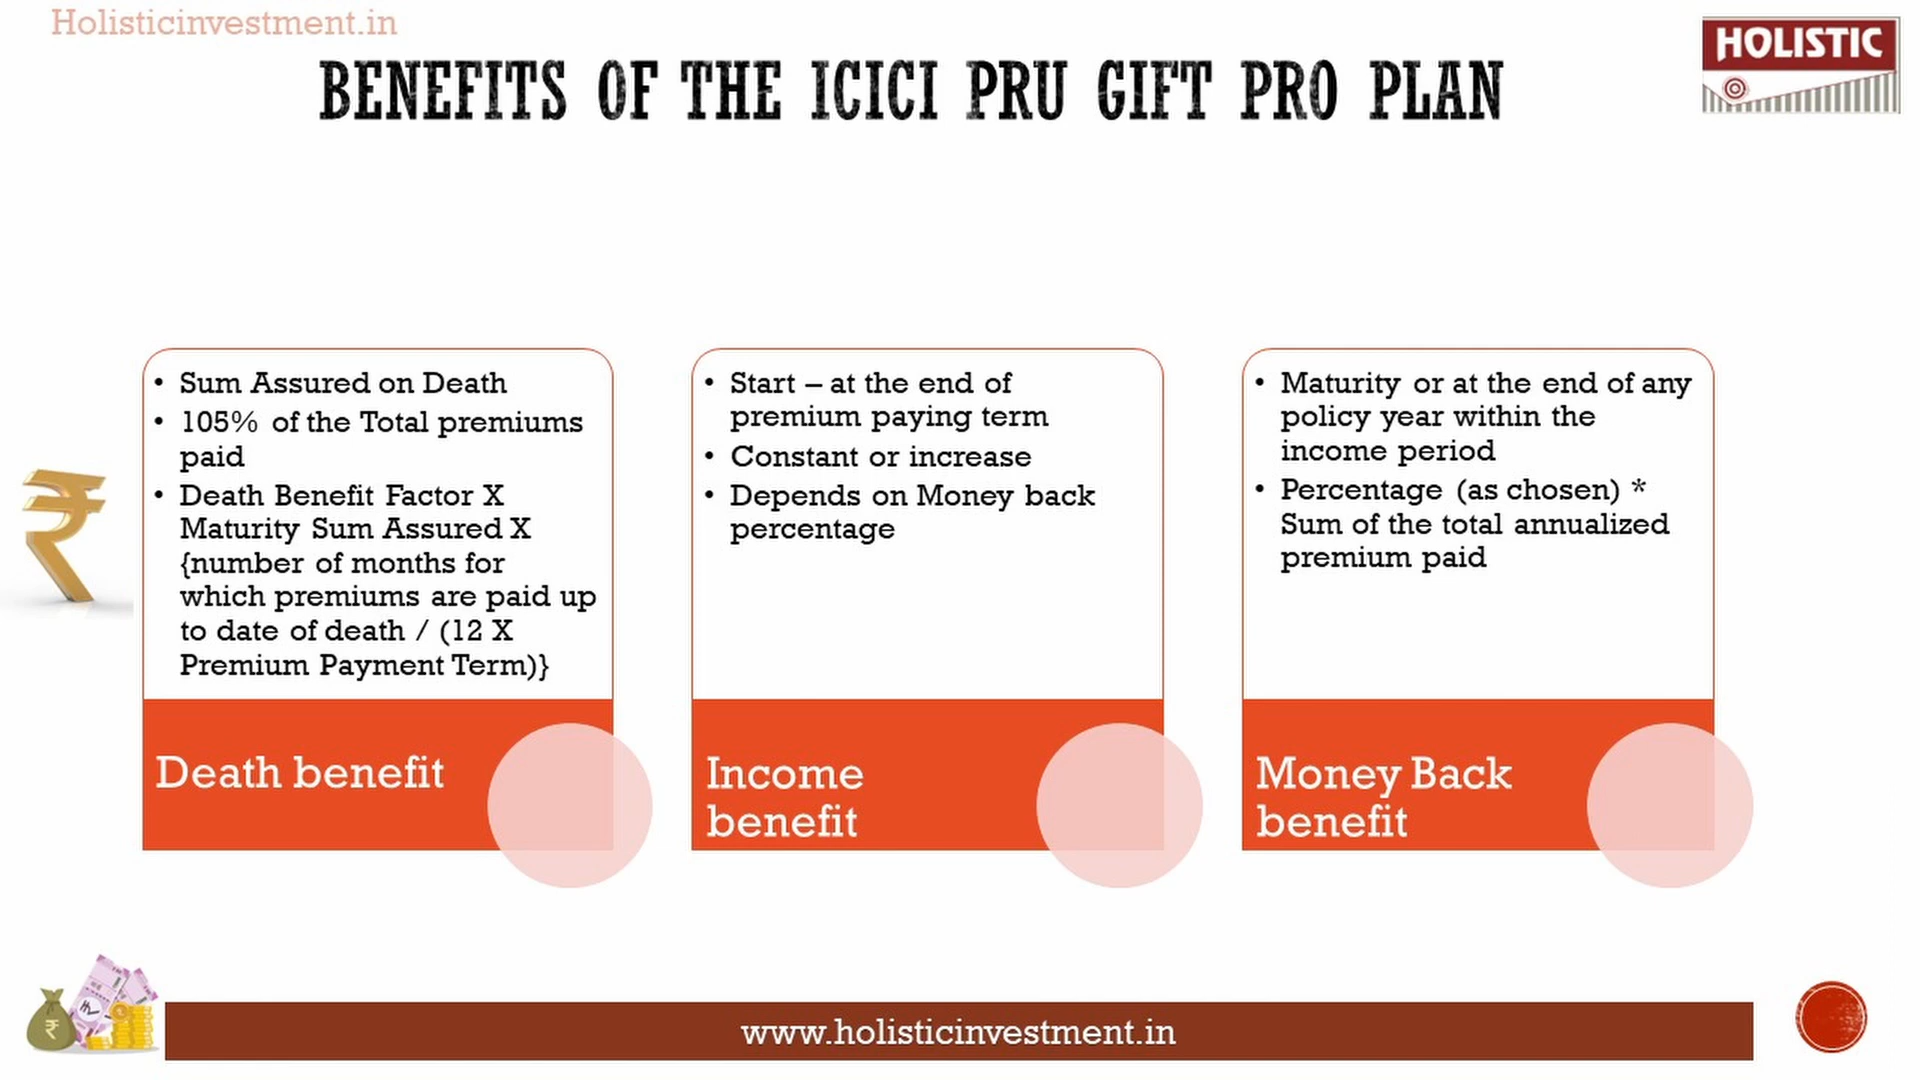 Holisticinvestment.in
HOLISTIC
BENEFITS OF THE ICICI PRU GIFT PRO PLAN
• Sum Assured on Death
• 105% of the Total premiums
paid
• Death Benefit Factor X
Maturity Sum Assured X
{number of months for
which premiums are paid up
to date of death / (12 X
Premium Payment Term)}
Death benefit
• Start – at the end of
premium paying term
• Constant or increase
• Depends on Money back
percentage
Income
benefit
• Maturity or at the end of any
policy year within the
income period
• Percentage (as chosen) *
Sum of the total annualized
premium paid
Money Back
benefit
www.holisticinvestment.in